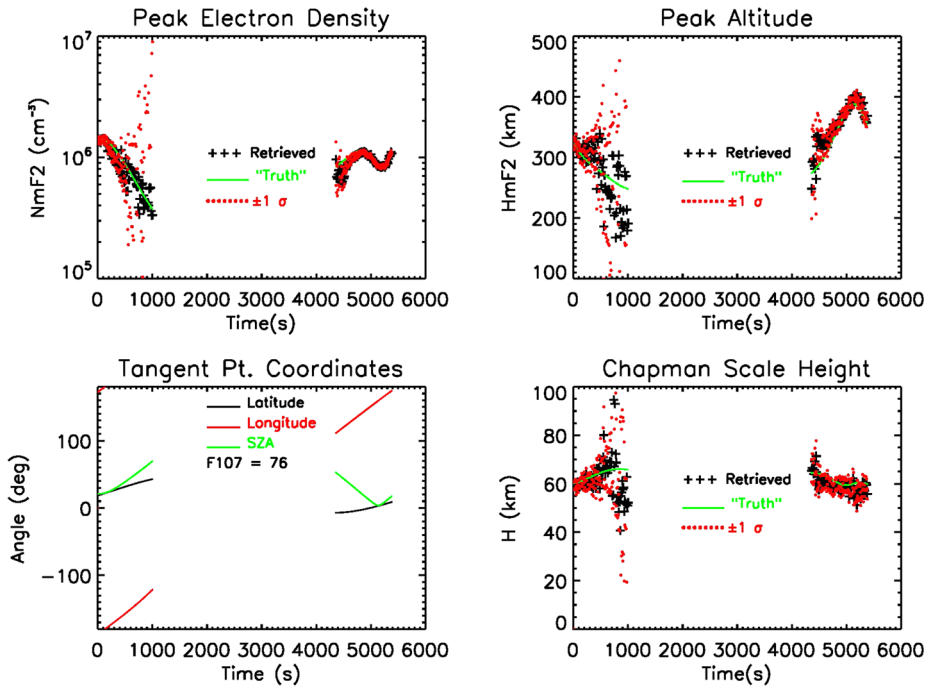 Peak Electron Density
10⁷
10⁶
10⁵
NmF2 (cm⁻³)
+++ Retrieved
"Truth"
±1 σ
0 1000 2000 3000 4000 5000 6000
Time(s)
Peak Altitude
500
400
300
200
100
HmF2 (km)
+++ Retrieved
"Truth"
±1 σ
0 1000 2000 3000 4000 5000 6000
Time(s)
Tangent Pt. Coordinates
100
0
−100
Angle (deg)
Latitude
Longitude
SZA
F107 = 76
0 1000 2000 3000 4000 5000 6000
Time (s)
Chapman Scale Height
100
80
60
40
20
0
H (km)
+++ Retrieved
"Truth"
±1 σ
0 1000 2000 3000 4000 5000 6000
Time (s)